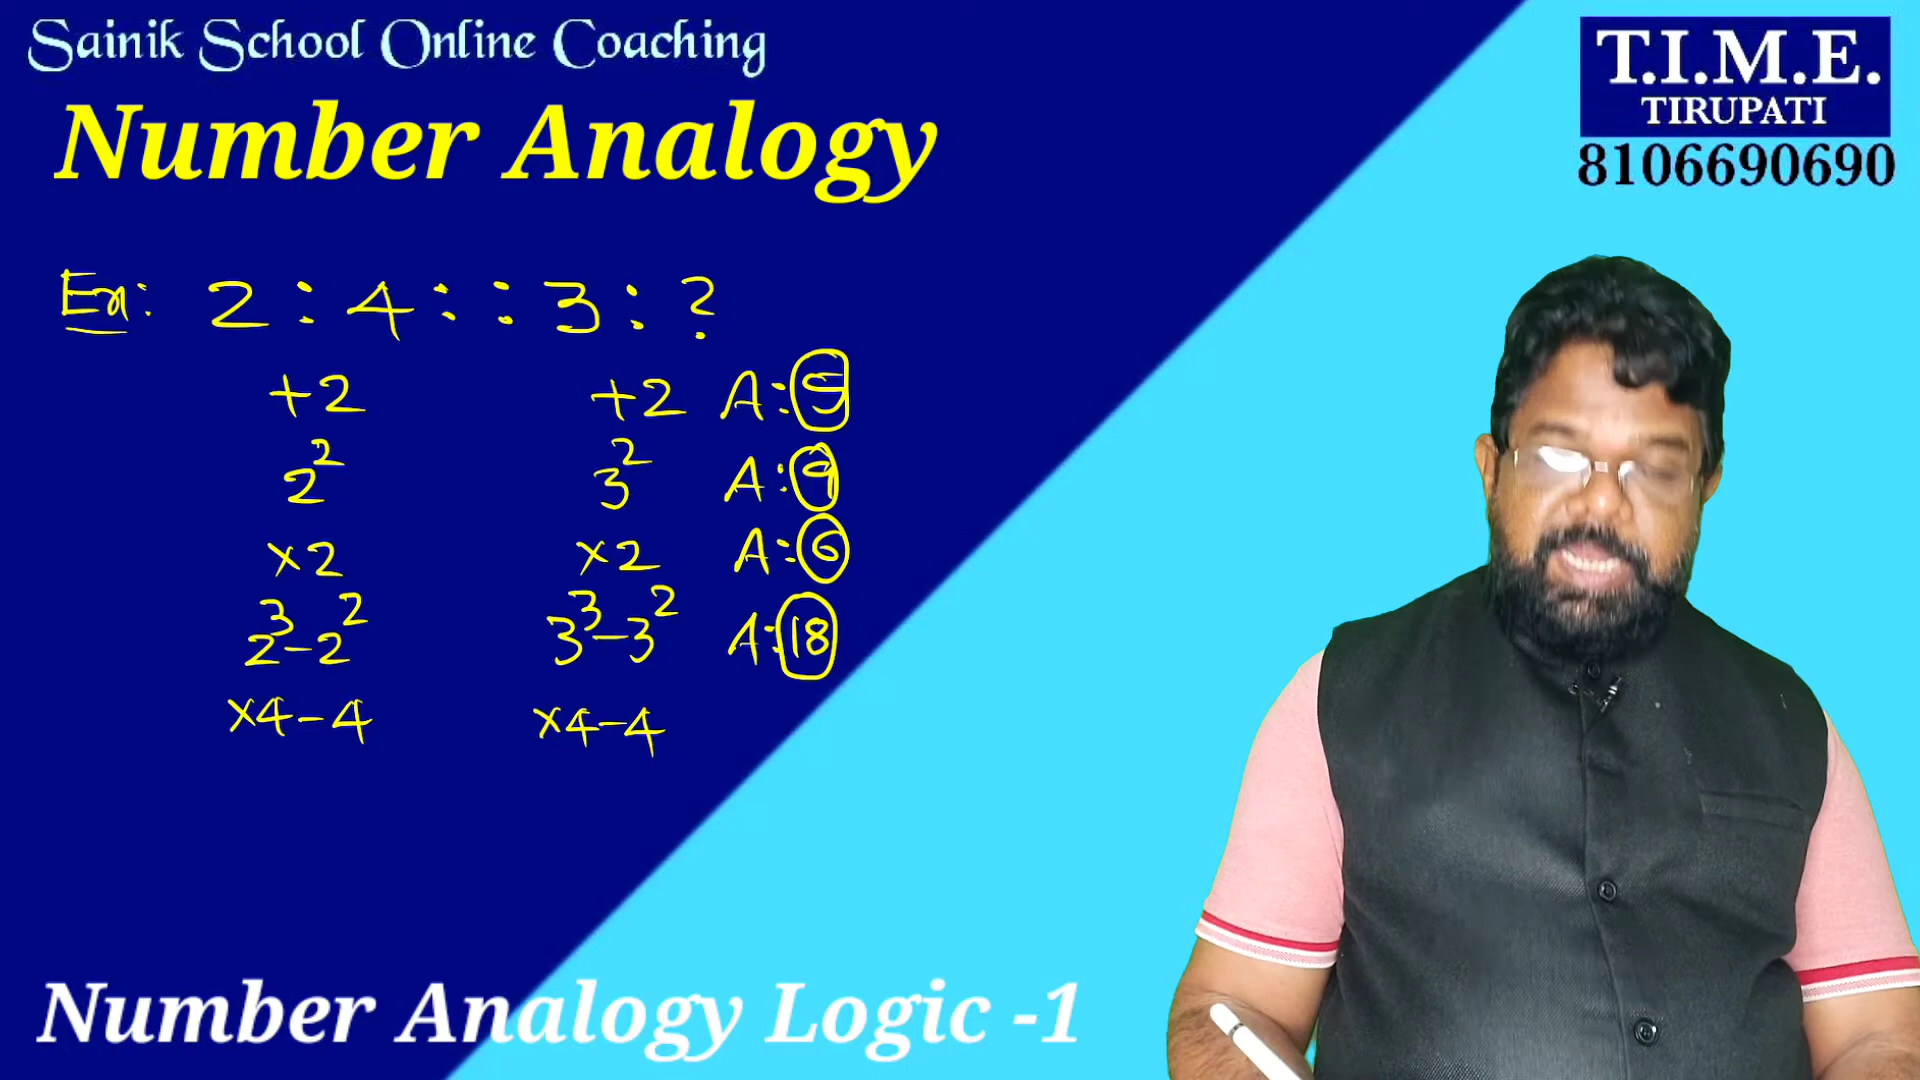 Sainik School Online Coaching
T.I.M.E.
TIRUPATI
8106690690
Number Analogy
Ex: 2 : 4 : : 3 : ?
+2 +2 A: 5
2² 3² A: 9
×2 ×2 A: 6
2³-2² 3³-3² A: 18
×4-4 ×4-4
Number Analogy Logic -1